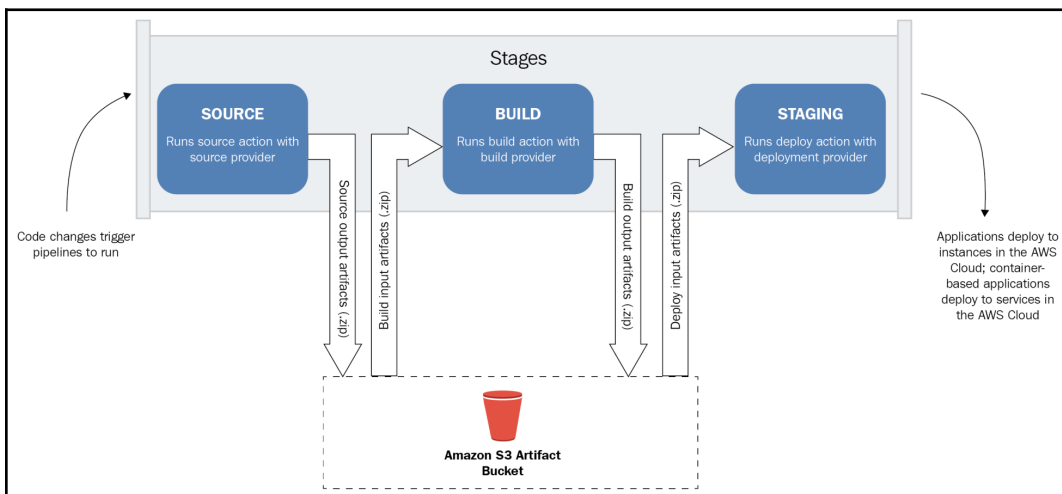 Stages
SOURCE
Runs source action with
source provider
BUILD
Runs build action with
build provider
STAGING
Runs deploy action with
deployment provider
Code changes trigger
pipelines to run
Source output artifacts (.zip)
Build input artifacts (.zip)
Build output artifacts (.zip)
Deploy input artifacts (.zip)
Applications deploy to
instances in the AWS
Cloud; container-
based applications
deploy to services in
the AWS Cloud
Amazon S3 Artifact
Bucket